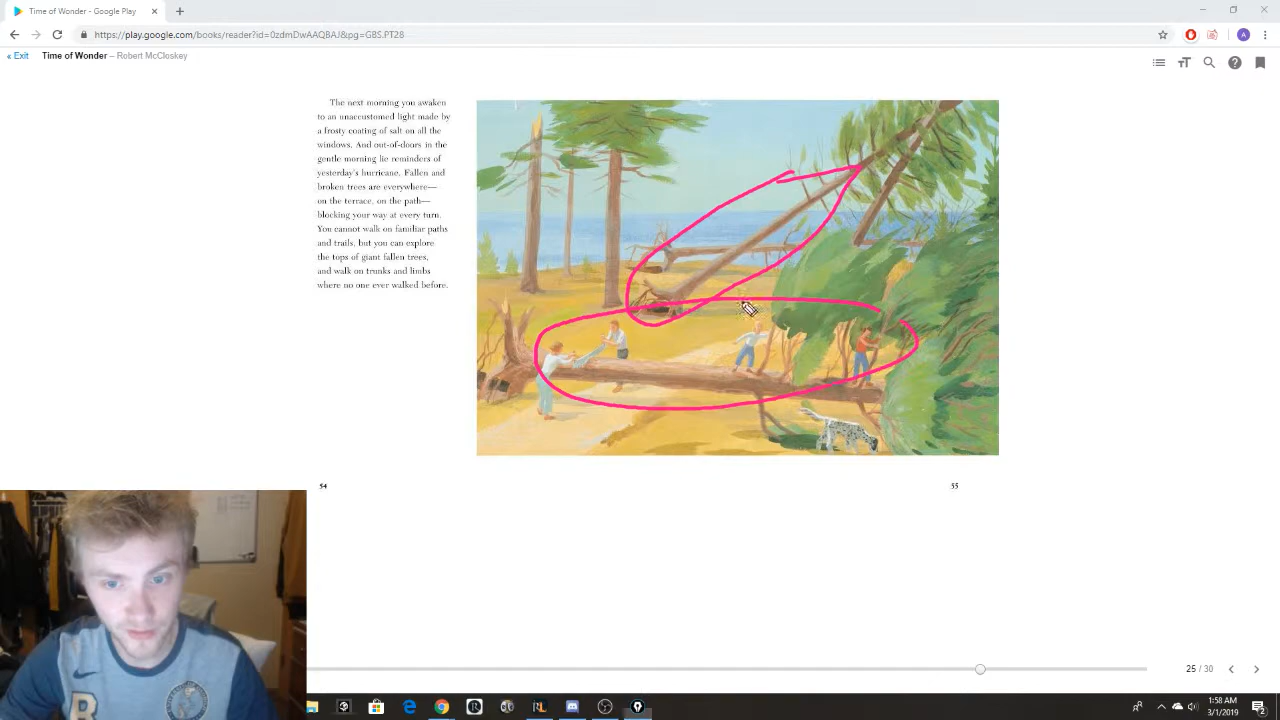 Time of Wonder - Google Play
https://play.google.com/books/reader?id=0zdmDwAAQBAJ&pg=GBS.PT28
« Exit Time of Wonder – Robert McCloskey
The next morning you awaken
to an unaccustomed light made by
a frosty coating of salt on all the
windows. And out-of-doors in the
gentle morning lie reminders of
yesterday's hurricane. Fallen and
broken trees are everywhere—
on the terrace, on the path—
blocking your way at every turn.
You cannot walk on familiar paths
and trails, but you can explore
the tops of giant fallen trees,
and walk on trunks and limbs
where no one ever walked before.
54
55
25 / 30
1:58 AM
3/1/2019